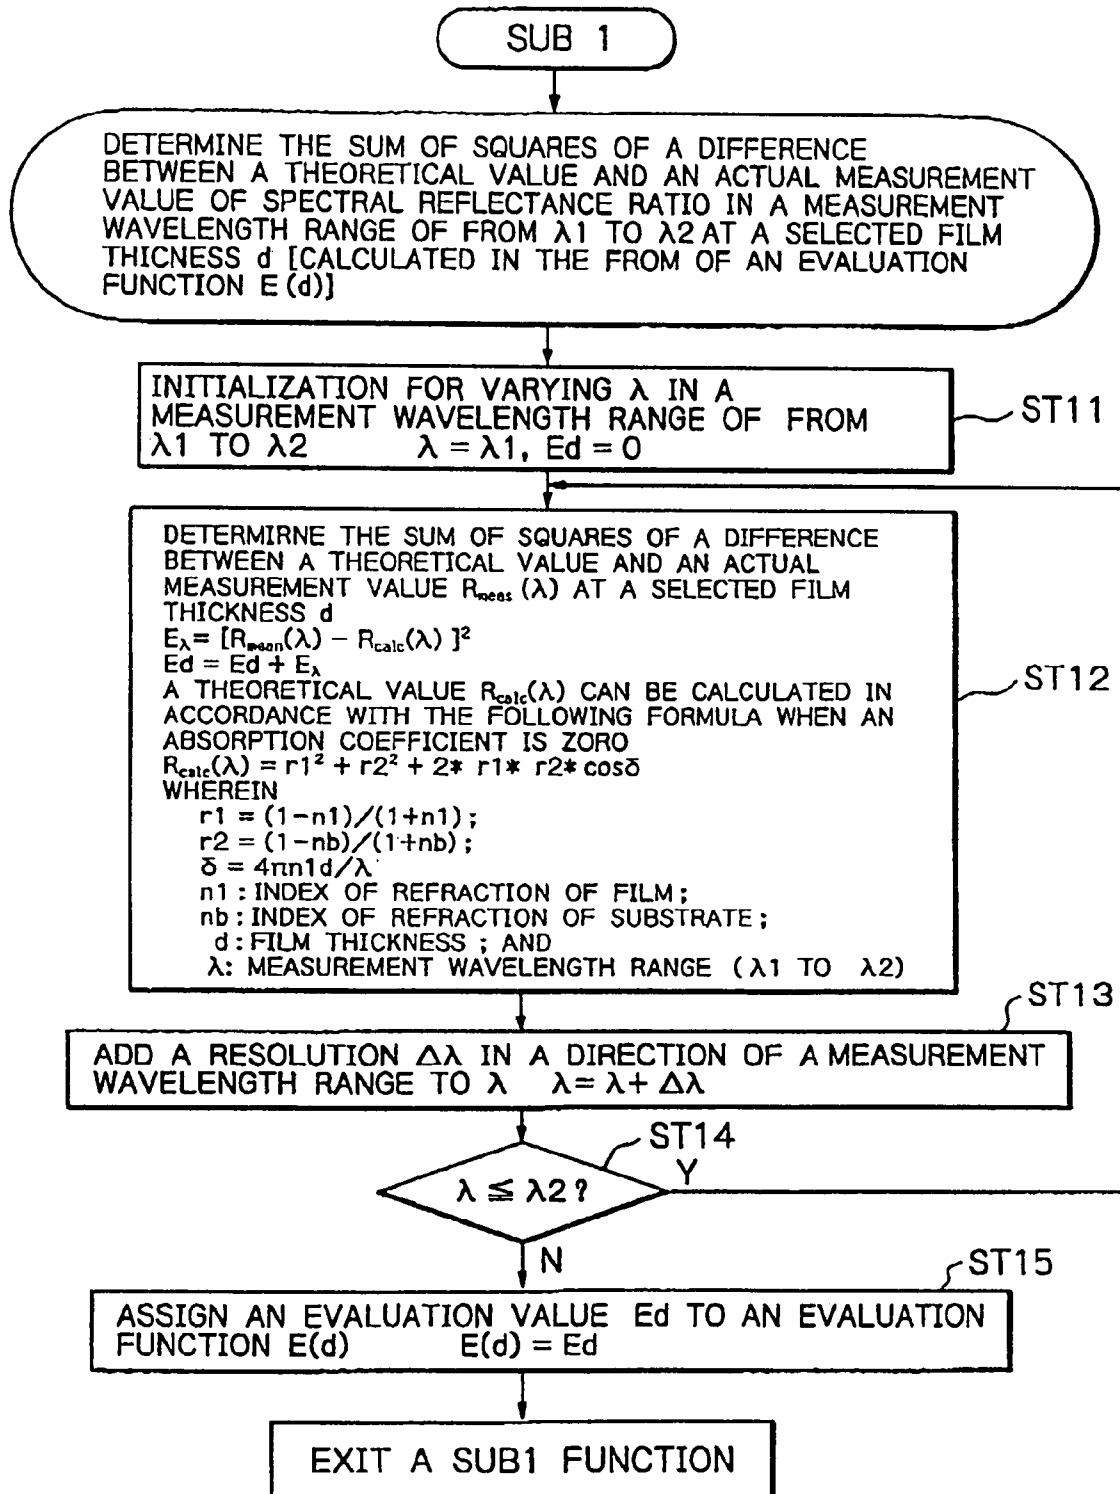 SUB 1
DETERMINE THE SUM OF SQUARES OF A DIFFERENCE
BETWEEN A THEORETICAL VALUE AND AN ACTUAL MEASUREMENT
VALUE OF SPECTRAL REFLECTANCE RATIO IN A MEASUREMENT
WAVELENGTH RANGE OF FROM λ1 TO λ2 AT A SELECTED FILM
THICNESS d [CALCULATED IN THE FROM OF AN EVALUATION
FUNCTION E (d)]
INITIALIZATION FOR VARYING λ IN A
MEASUREMENT WAVELENGTH RANGE OF FROM
λ1 TO λ2 λ = λ1, Ed = 0
ST11
DETERMIRNE THE SUM OF SQUARES OF A DIFFERENCE
BETWEEN A THEORETICAL VALUE AND AN ACTUAL
MEASUREMENT VALUE Rmeas (λ) AT A SELECTED FILM
THICKNESS d
Eλ= [Rmean(λ) − Rcalc(λ) ]²
Ed = Ed + Eλ
A THEORETICAL VALUE Rcalc(λ) CAN BE CALCULATED IN
ACCORDANCE WITH THE FOLLOWING FORMULA WHEN AN
ABSORPTION COEFFICIENT IS ZORO
Rcalc(λ) = r1² + r2² + 2* r1* r2* cosδ
WHEREIN
r1 = (1-n1)/(1+n1);
r2 = (1-nb)/(1+nb);
δ = 4πn1d/λ
n1 : INDEX OF REFRACTION OF FILM;
nb: INDEX OF REFRACTION OF SUBSTRATE;
d: FILM THICKNESS ; AND
λ: MEASUREMENT WAVELENGTH RANGE (λ1 TO λ2)
ST12
ST13
ADD A RESOLUTION Δλ IN A DIRECTION OF A MEASUREMENT
WAVELENGTH RANGE TO λ λ= λ+ Δλ
ST14
λ ≦ λ2?
Y
N
ST15
ASSIGN AN EVALUATION VALUE Ed TO AN EVALUATION
FUNCTION E(d) E(d) = Ed
EXIT A SUB1 FUNCTION